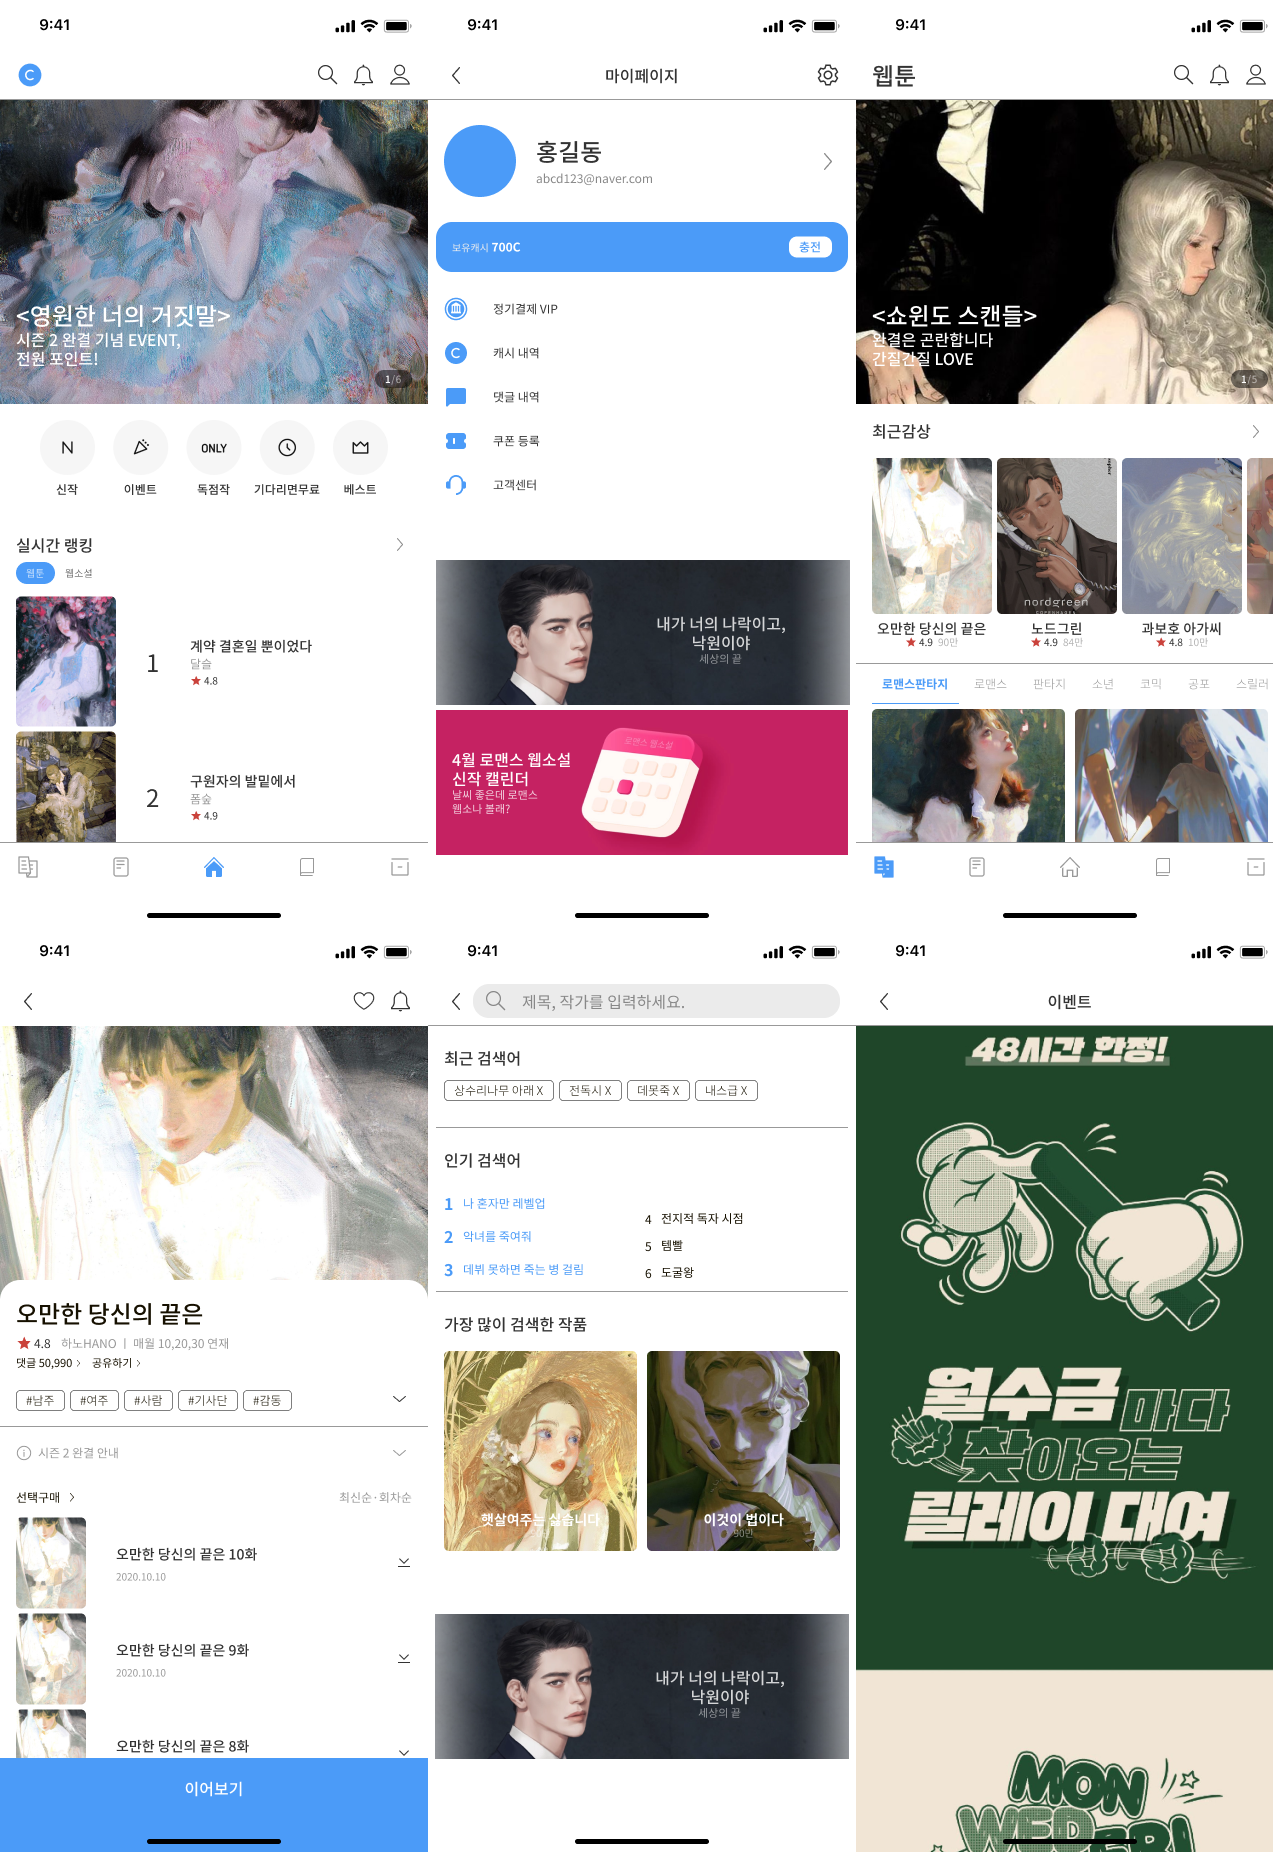 9:41
C
<영원한 너의 거짓말>
시즌 2 완결 기념 EVENT,
전원 포인트!
1/6
N
ONLY
신작
이벤트
독점작
기다리면무료
베스트
실시간 랭킹
웹툰
웹소설
1
계약 결혼일 뿐이었다
달슬
4.8
2
구원자의 발밑에서
폼숲
4.9
9:41
마이페이지
홍길동
abcd123@naver.com
보유캐시 700C
충전
정기결제 VIP
C
캐시 내역
댓글 내역
쿠폰 등록
고객센터
내가 너의 나락이고,
낙원이야
세상의 끝
4월 로맨스 웹소설
신작 캘린더
날씨 좋은데 로맨스
웹소나 볼래?
로맨스 웹소설
9:41
웹툰
<쇼윈도 스캔들>
완결은 곤란합니다
간질간질 LOVE
1/5
최근감상
nordgreen
COPENHAGEN
오만한 당신의 끝은
4.9 90만
노드그린
4.9 84만
과보호 아가씨
4.8 10만
로맨스판타지
로맨스
판타지
소년
코믹
공포
스릴러
9:41
오만한 당신의 끝은
4.8 하노HANO | 매월 10,20,30 연재
댓글 50,990 > 공유하기 >
#남주
#여주
#사람
#기사단
#감동
시즌 2 완결 안내
선택구매 >
최신순·회차순
오만한 당신의 끝은 10화
2020.10.10
오만한 당신의 끝은 9화
2020.10.10
오만한 당신의 끝은 8화
이어보기
9:41
제목, 작가를 입력하세요.
최근 검색어
상수리나무 아래 X
전독시 X
데못죽 X
내스급 X
인기 검색어
1 나 혼자만 레벨업
2 악녀를 죽여줘
3 데뷔 못하면 죽는 병 걸림
4 전지적 독자 시점
5 템빨
6 도굴왕
가장 많이 검색한 작품
햇살여주는 싫습니다
이것이 법이다
90만
내가 너의 나락이고,
낙원이야
세상의 끝
9:41
이벤트
48시간 한정!
월수금 마다
찾아오는
릴레이 대여
MON
WED
FRI